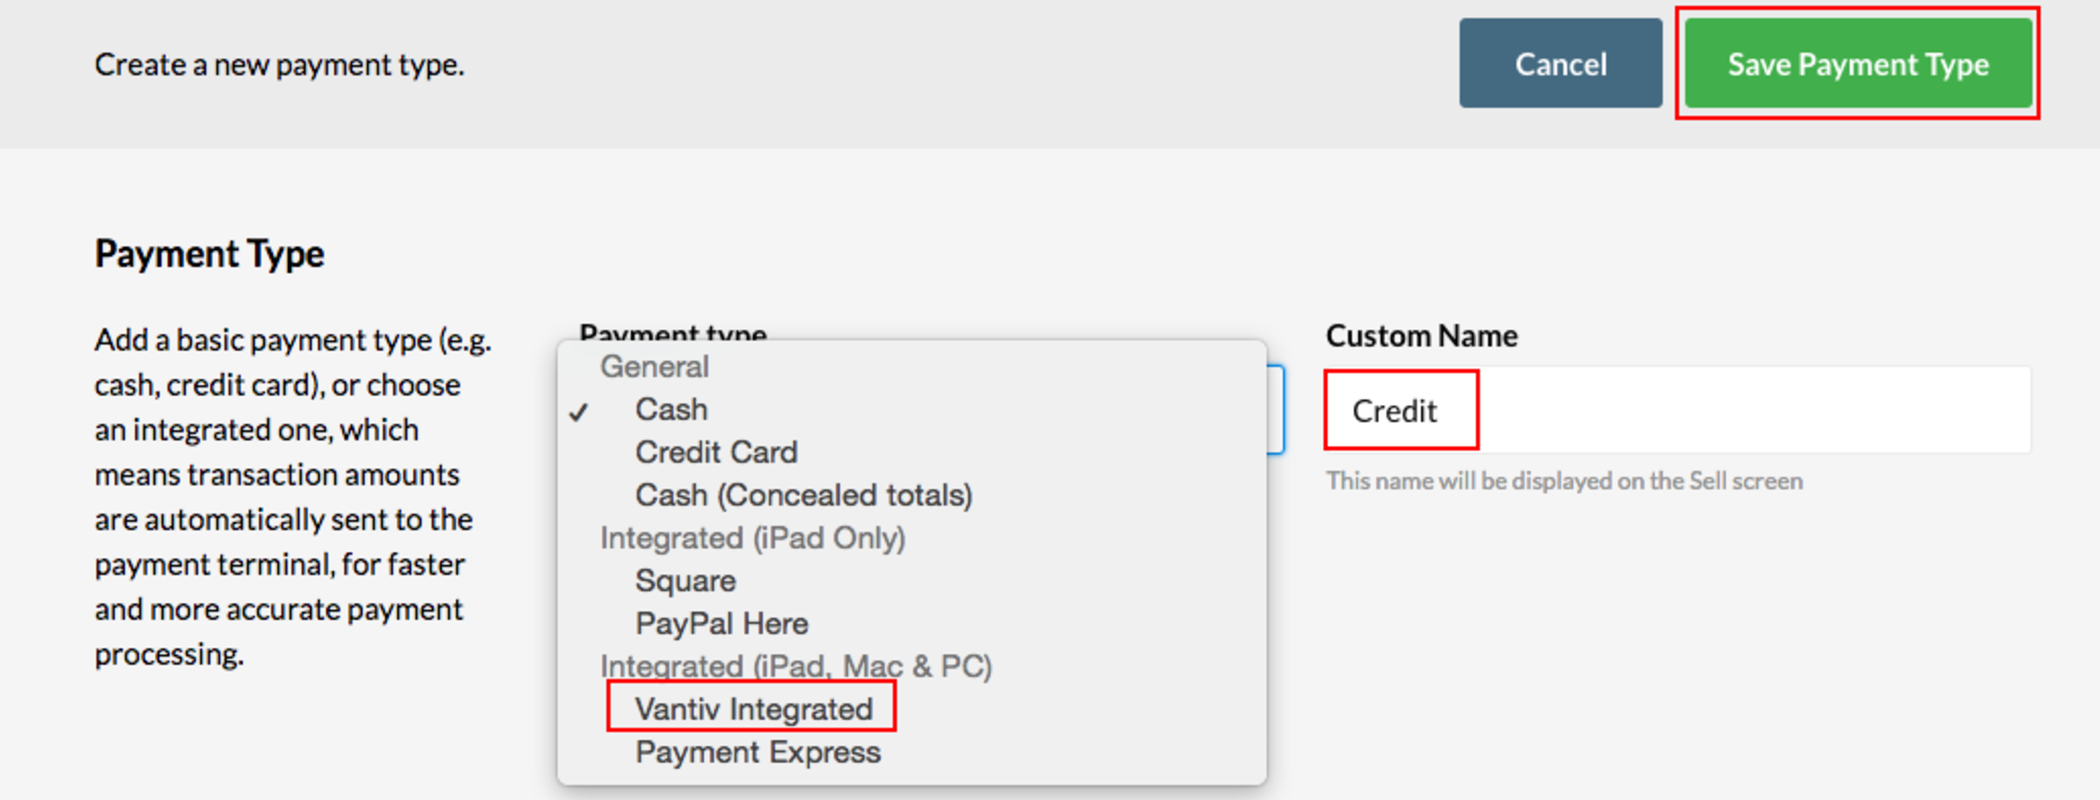 Create a new payment type.
Cancel
Save Payment Type
Payment Type
Add a basic payment type (e.g.
cash, credit card), or choose
an integrated one, which
means transaction amounts
are automatically sent to the
payment terminal, for faster
and more accurate payment
processing.
Payment type
General
✓ Cash
Credit Card
Cash (Concealed totals)
Integrated (iPad Only)
Square
PayPal Here
Integrated (iPad, Mac & PC)
Vantiv Integrated
Payment Express
Custom Name
Credit
This name will be displayed on the Sell screen